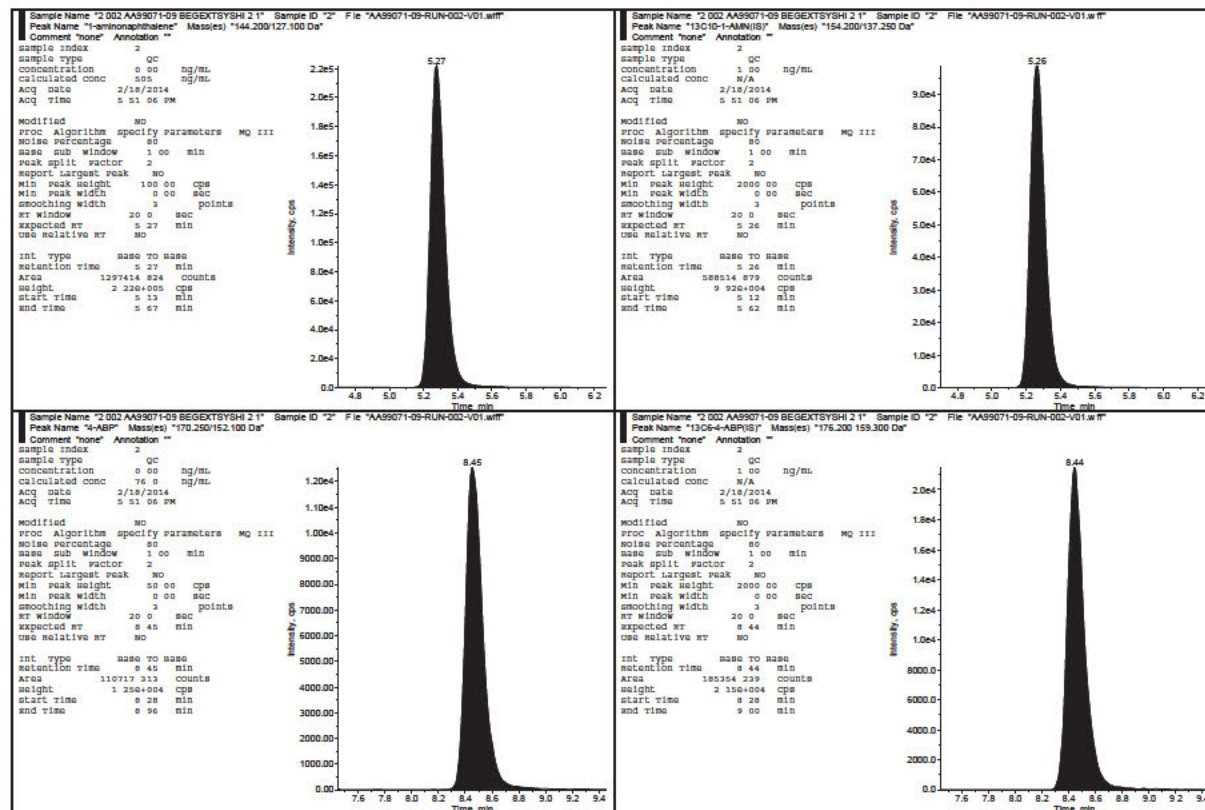 Sample Name "2 002 AA99071-09 BEGEXTSYSHI 2 1" Sample ID "2" F le "AA99071-09-RUN-002-V01.wiff"
Peak Name "1-aminonaphthalene" Mass(es) "144.200/127.100 Da"
Comment "none" Annotation ""
Sample Index 2
Sample Type QC
Concentration 0 00 ng/mL
Calculated Conc 505 ng/mL
Acq Date 2/18/2014
Acq Time 5 51 06 PM
Modified NO
Proc Algorithm Specify Parameters MQ III
Noise Percentage 80
Base Sub Window 1 00 min
Peak Split Factor 2
Report Largest Peak NO
Min Peak Height 100 00 cps
Min Peak Width 0 00 sec
Smoothing Width 3 points
RT Window 20 0 sec
Expected RT 5 27 min
Use Relative RT NO
Int Type Base To Base
Retention Time 5 27 min
Area 1297414 824 counts
Height 2 22e+005 cps
Start Time 5 13 min
End Time 5 67 min
5.27
Intensity, cps
2.2e5
2.0e5
1.8e5
1.6e5
1.4e5
1.2e5
1.0e5
8.0e4
6.0e4
4.0e4
2.0e4
0.0
4.8 5.0 5.2 5.4 5.6 5.8 6.0 6.2
Time min
Sample Name "2 002 AA99071-09 BEGEXTSYSHI 2 1" Sample ID "2" File "AA99071-09-RUN-002-V01.w ff"
Peak Name "13C10-1-AMN(IS)" Mass(es) "154.200/137.250 Da"
Comment "none" Annotation ""
Sample Index 2
Sample Type QC
Concentration 1 00 ng/mL
Calculated Conc N/A
Acq Date 2/18/2014
Acq Time 5 51 06 PM
Modified NO
Proc Algorithm Specify Parameters MQ III
Noise Percentage 80
Base Sub Window 1 00 min
Peak Split Factor 2
Report Largest Peak NO
Min Peak Height 2000 00 cps
Min Peak Width 0 00 sec
Smoothing Width 3 points
RT Window 20 0 sec
Expected RT 5 26 min
Use Relative RT NO
Int Type Base To Base
Retention Time 5 26 min
Area 588514 879 counts
Height 9 92e+004 cps
Start Time 5 12 min
End Time 5 62 min
5.26
Intensity, cps
9.0e4
8.0e4
7.0e4
6.0e4
5.0e4
4.0e4
3.0e4
2.0e4
1.0e4
0.0
4.8 5.0 5.2 5.4 5.6 5.8 6.0 6.2
Time min
Sample Name "2 002 AA99071-09 BEGEXTSYSHI 2 1" Sample ID "2" F le "AA99071-09-RUN-002-V01.wiff"
Peak Name "4-ABP" Mass(es) "170.250/152.100 Da"
Comment "none" Annotation ""
Sample Index 2
Sample Type QC
Concentration 0 00 ng/mL
Calculated Conc 76 0 ng/mL
Acq Date 2/18/2014
Acq Time 5 51 06 PM
Modified NO
Proc Algorithm Specify Parameters MQ III
Noise Percentage 80
Base Sub Window 1 00 min
Peak Split Factor 2
Report Largest Peak NO
Min Peak Height 50 00 cps
Min Peak Width 0 00 sec
Smoothing Width 3 points
RT Window 20 0 sec
Expected RT 8 45 min
Use Relative RT NO
Int Type Base To Base
Retention Time 8 45 min
Area 110717 313 counts
Height 1 25e+004 cps
Start Time 8 28 min
End Time 8 96 min
8.45
Intensity, cps
1.20e4
1.00e4
9000.00
8000.00
7000.00
6000.00
5000.00
4000.00
3000.00
2000.00
1000.00
0.00
7.6 7.8 8.0 8.2 8.4 8.6 8.8 9.0 9.2 9.4
Time min
Sample Name "2 002 AA99071-09 BEGEXTSYSHI 2 1" Sample ID "2" File "AA99071-09-RUN-002-V01.w ff"
Peak Name "13C6-4-ABP(IS)" Mass(es) "176.200 159.300 Da"
Comment "none" Annotation ""
Sample Index 2
Sample Type QC
Concentration 1 00 ng/mL
Calculated Conc N/A
Acq Date 2/18/2014
Acq Time 5 51 06 PM
Modified NO
Proc Algorithm Specify Parameters MQ III
Noise Percentage 80
Base Sub Window 1 00 min
Peak Split Factor 2
Report Largest Peak NO
Min Peak Height 2000 00 cps
Min Peak Width 0 00 sec
Smoothing Width 3 points
RT Window 20 0 sec
Expected RT 8 44 min
Use Relative RT NO
Int Type Base To Base
Retention Time 8 44 min
Area 185354 239 counts
Height 2 15e+004 cps
Start Time 8 28 min
End Time 9 00 min
8.44
Intensity, cps
2.0e4
1.8e4
1.6e4
1.4e4
1.2e4
1.0e4
8000.0
6000.0
4000.0
2000.0
0.0
7.6 7.8 8.0 8.2 8.4 8.6 8.8 9.0 9.2 9.4
Time min